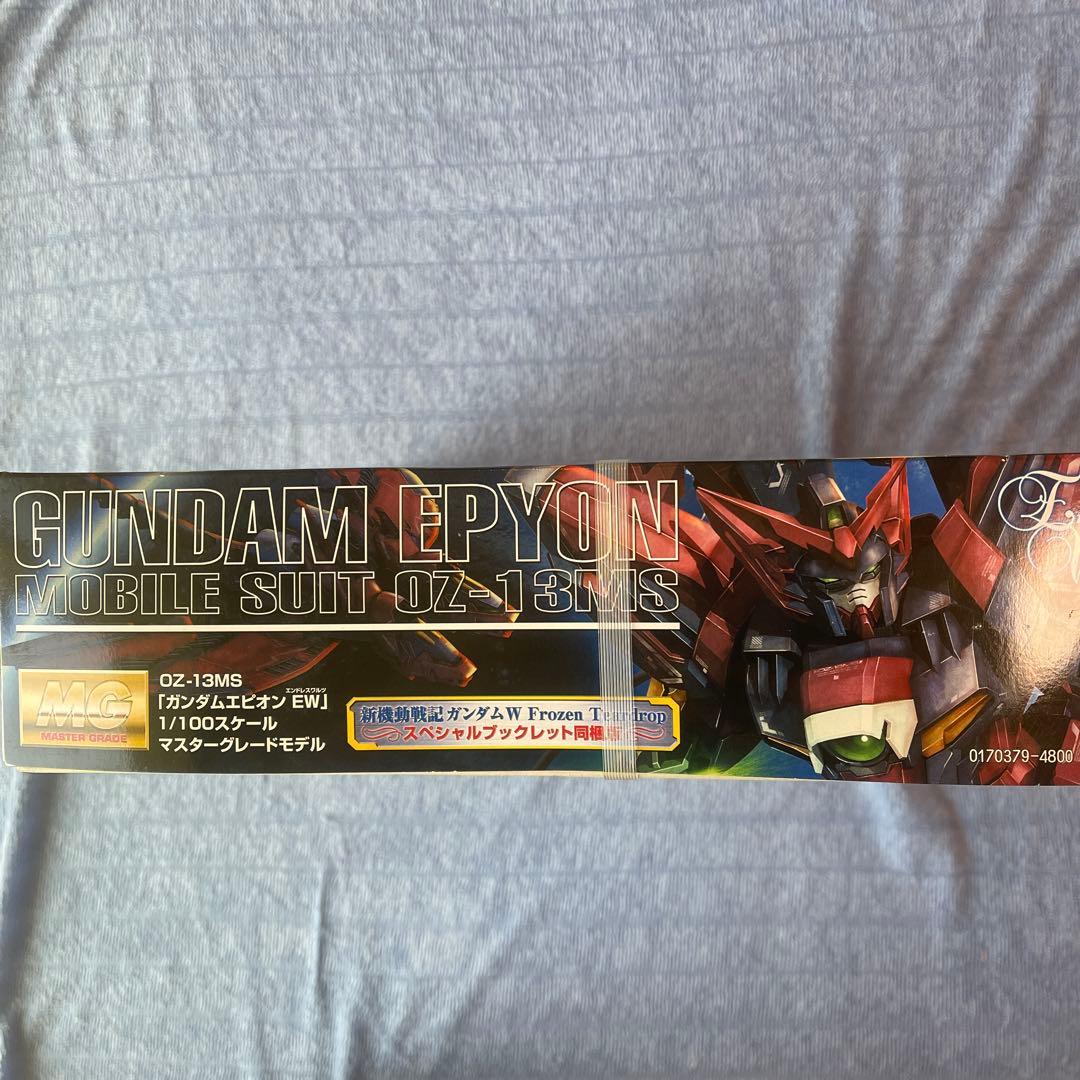 GUNDAM EPYON
MOBILE SUIT OZ-13MS
MG
MASTER GRADE
OZ-13MS
エンドレスワルツ
「ガンダムエピオン EW」
1/100スケール
マスターグレードモデル
新機動戦記ガンダムW Frozen Teardrop
スペシャルブックレット同梱版
0170379-4800